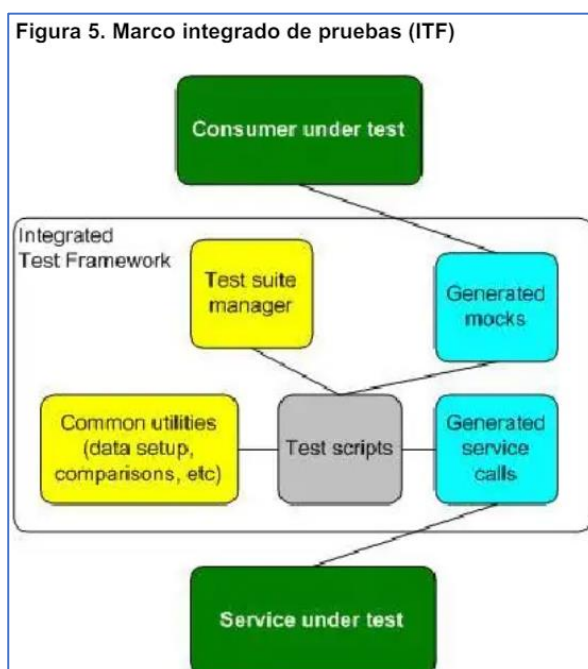 Figura 5. Marco integrado de pruebas (ITF)
Consumer under test
Integrated
Test Framework
Test suite
manager
Generated
mocks
Common utilities
(data setup,
comparisons, etc)
Test scripts
Generated
service
calls
Service under test